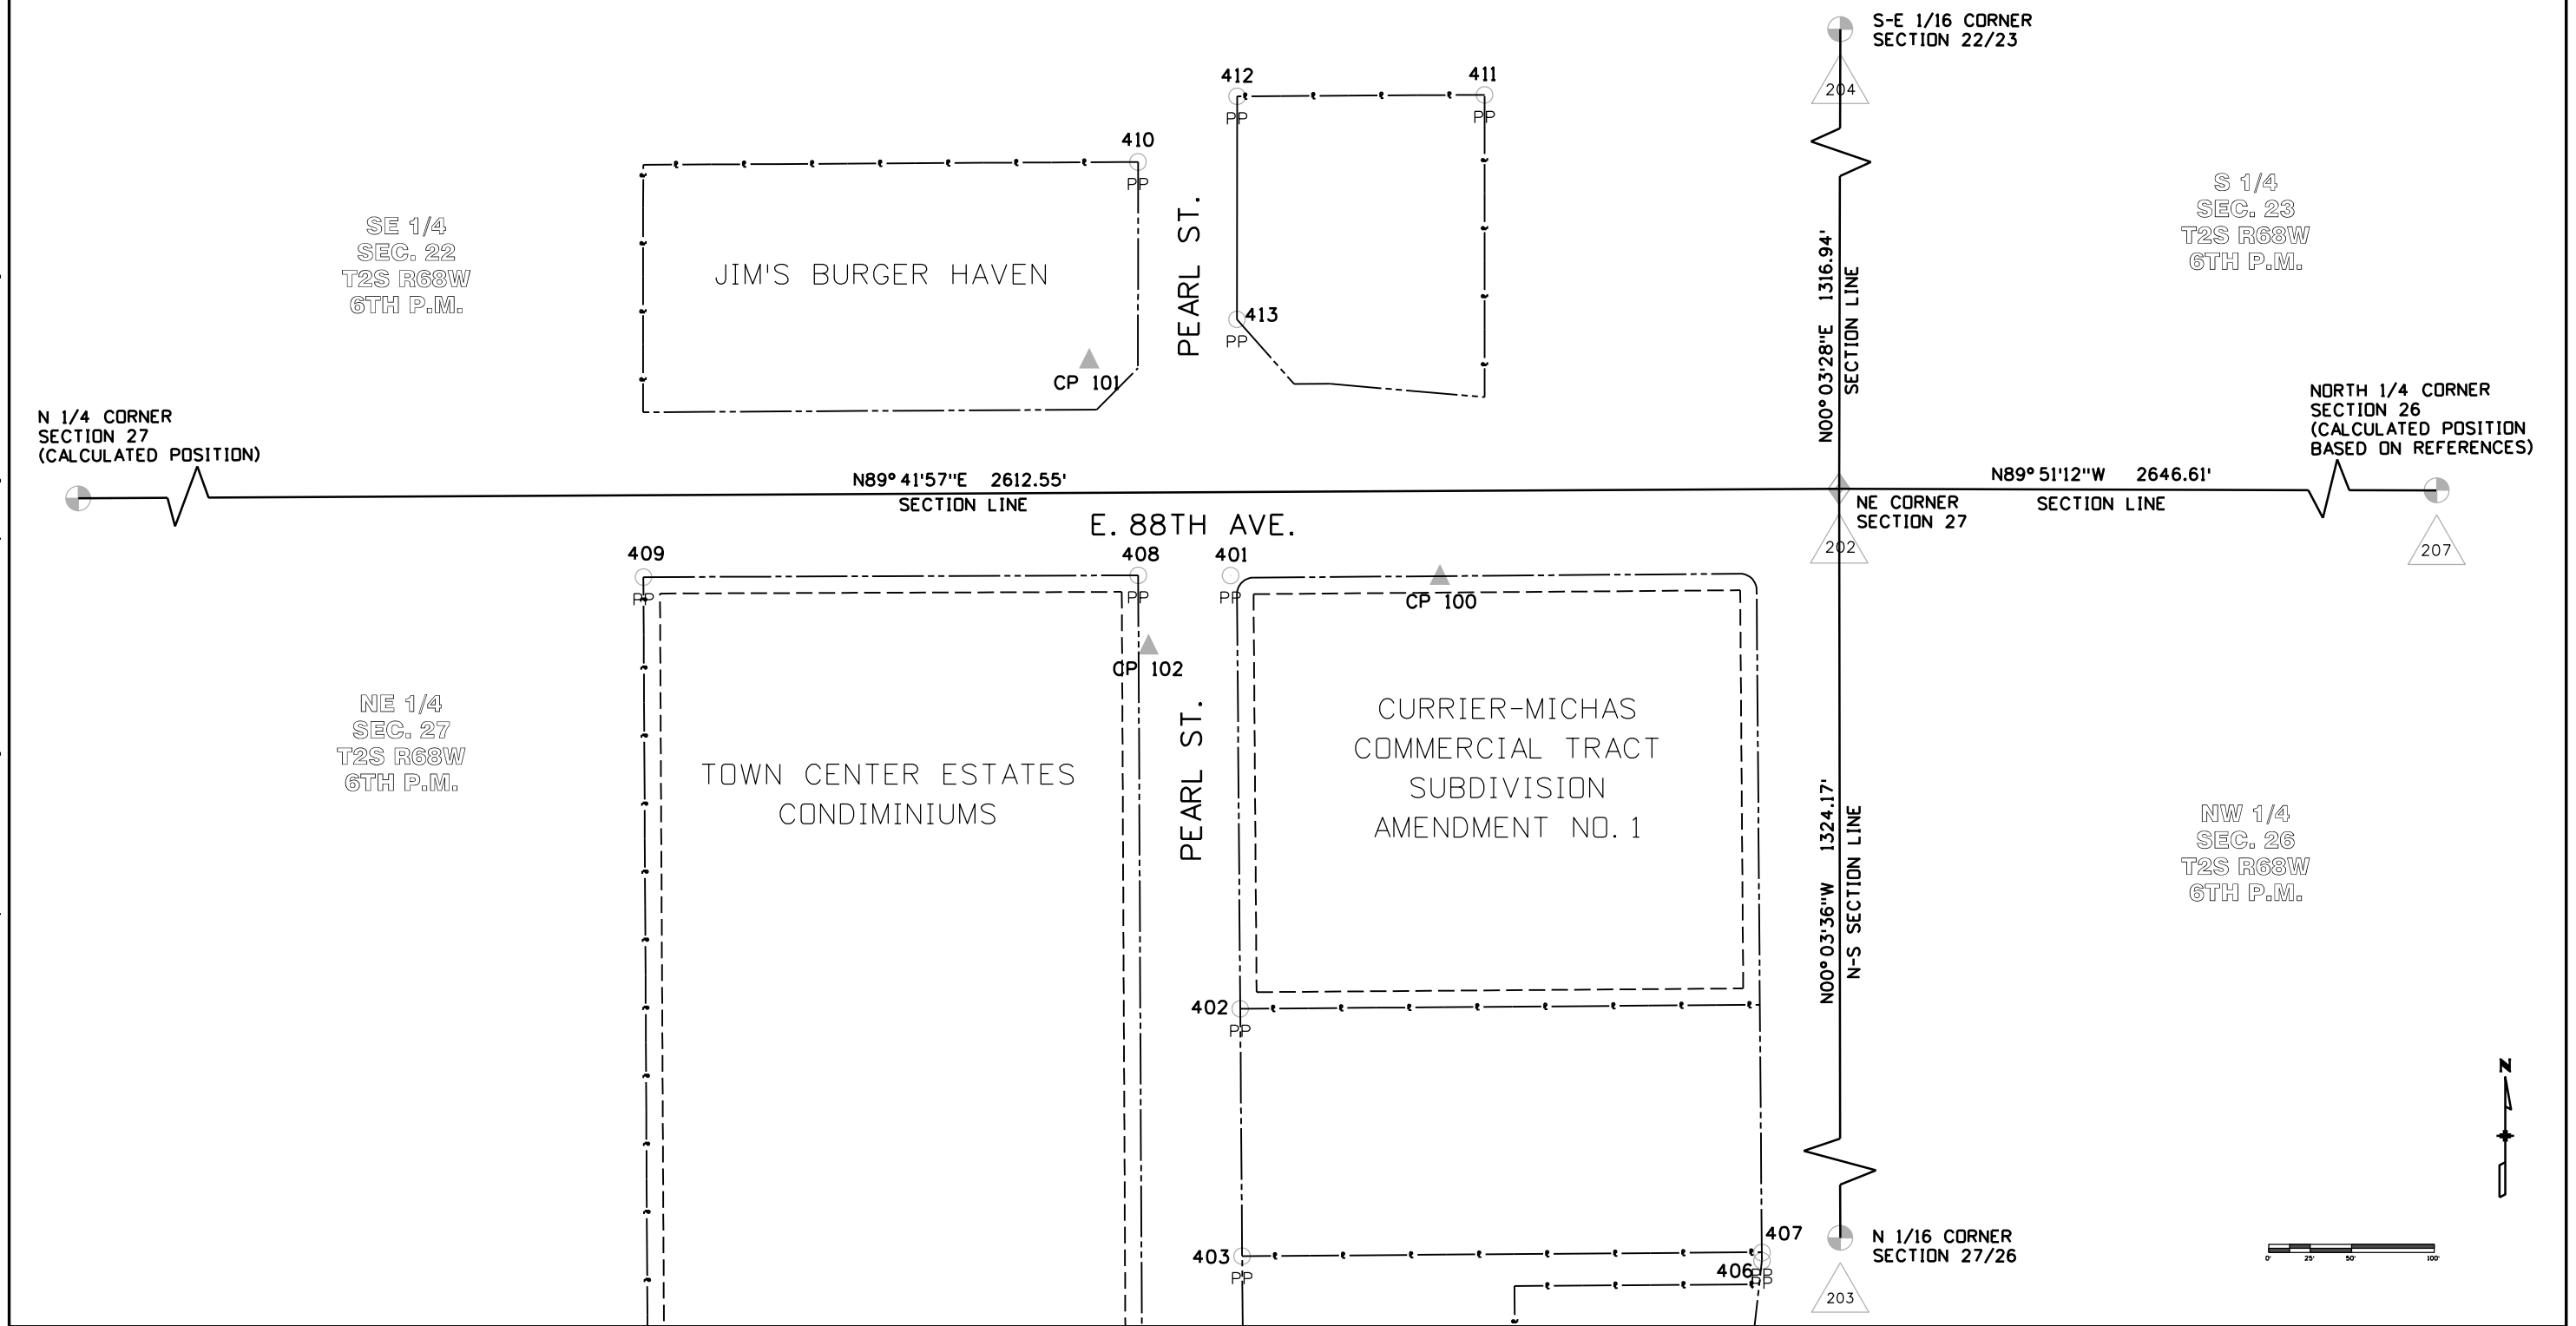 S-E 1/16 CORNER
SECTION 22/23
204
412
411
PP
PP
410
PP
SE 1/4
SEC. 22
T2S R68W
6TH P.M.
JIM'S BURGER HAVEN
PEARL ST.
413
PP
CP 101
N00°03'28"E 1316.94'
SECTION LINE
S 1/4
SEC. 23
T2S R68W
6TH P.M.
N 1/4 CORNER
SECTION 27
(CALCULATED POSITION)
NORTH 1/4 CORNER
SECTION 26
(CALCULATED POSITION
BASED ON REFERENCES)
N89°41'57"E 2612.55'
SECTION LINE
N89°51'12"W 2646.61'
SECTION LINE
NE CORNER
SECTION 27
202
207
E. 88TH AVE.
409
408
401
PP
PP
PP
CP 100
CP 102
NE 1/4
SEC. 27
T2S R68W
6TH P.M.
TOWN CENTER ESTATES
CONDIMINIUMS
PEARL ST.
CURRIER-MICHAS
COMMERCIAL TRACT
SUBDIVISION
AMENDMENT NO. 1
N00°03'36"W 1324.17'
N-S SECTION LINE
NW 1/4
SEC. 26
T2S R68W
6TH P.M.
402
PP
N
403
PP
407
406
PP
PP
N 1/16 CORNER
SECTION 27/26
203
0' 25' 50' 100'